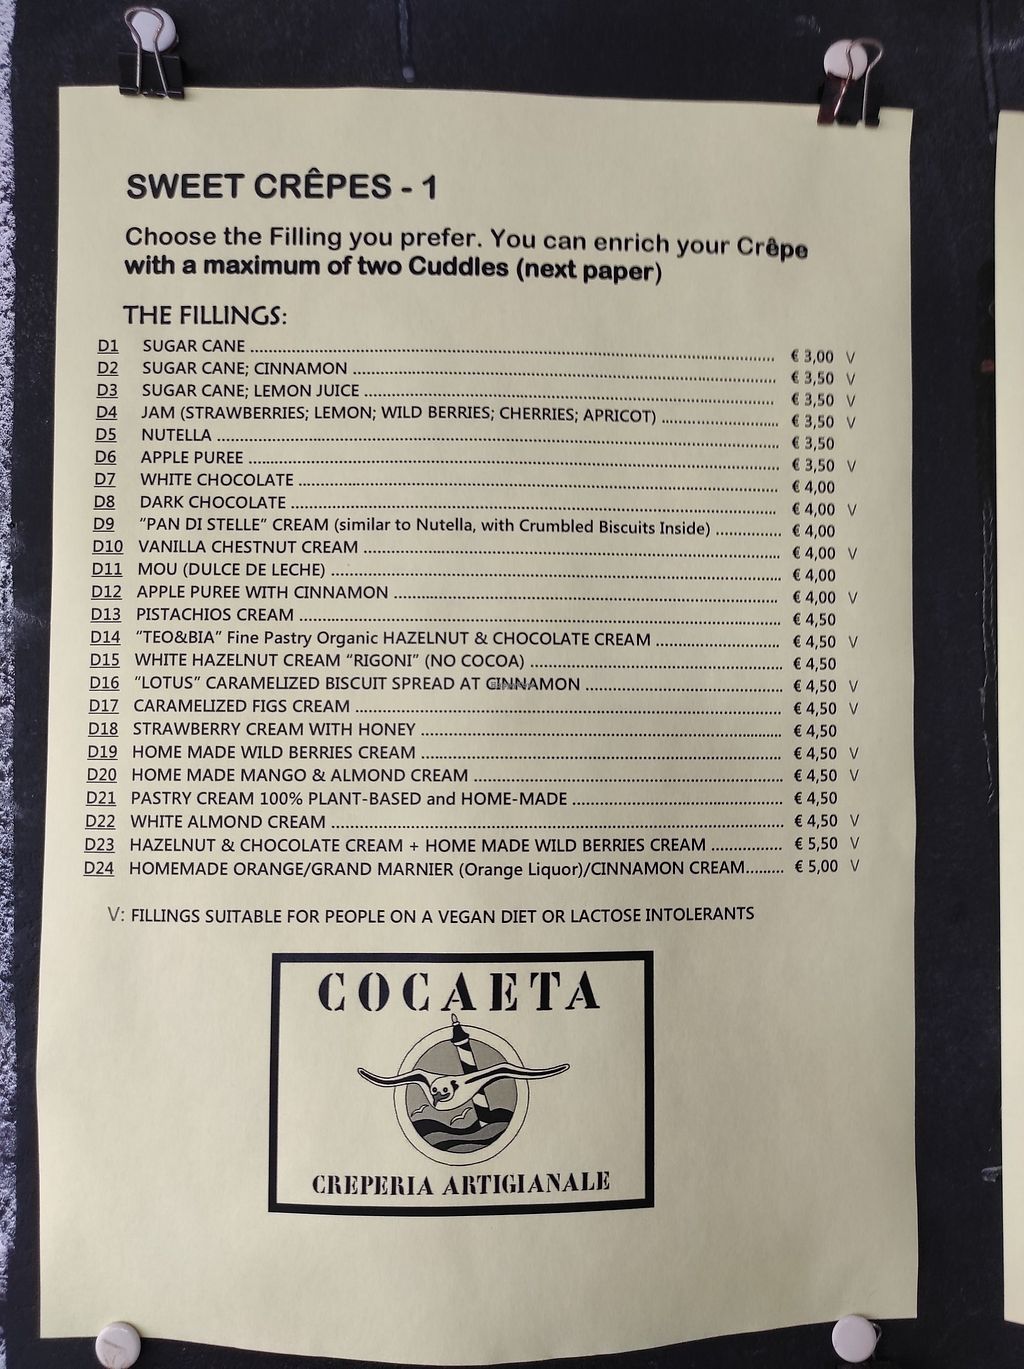 SWEET CRÊPES - 1
Choose the Filling you prefer. You can enrich your Crêpe
with a maximum of two Cuddles (next paper)
THE FILLINGS:
D1 SUGAR CANE ........ € 3,00 V
D2 SUGAR CANE; CINNAMON ........ € 3,50 V
D3 SUGAR CANE; LEMON JUICE ........ € 3,50 V
D4 JAM (STRAWBERRIES; LEMON; WILD BERRIES; CHERRIES; APRICOT) ........ € 3,50 V
D5 NUTELLA ........ € 3,50
D6 APPLE PUREE ........ € 3,50 V
D7 WHITE CHOCOLATE ........ € 4,00
D8 DARK CHOCOLATE ........ € 4,00 V
D9 "PAN DI STELLE" CREAM (similar to Nutella, with Crumbled Biscuits Inside) ........ € 4,00
D10 VANILLA CHESTNUT CREAM ........ € 4,00 V
D11 MOU (DULCE DE LECHE) ........ € 4,00
D12 APPLE PUREE WITH CINNAMON ........ € 4,00 V
D13 PISTACHIOS CREAM ........ € 4,50
D14 "TEO&BIA" Fine Pastry Organic HAZELNUT & CHOCOLATE CREAM ........ € 4,50 V
D15 WHITE HAZELNUT CREAM "RIGONI" (NO COCOA) ........ € 4,50
D16 "LOTUS" CARAMELIZED BISCUIT SPREAD AT CINNAMON ........ € 4,50 V
D17 CARAMELIZED FIGS CREAM ........ € 4,50 V
D18 STRAWBERRY CREAM WITH HONEY ........ € 4,50
D19 HOME MADE WILD BERRIES CREAM ........ € 4,50 V
D20 HOME MADE MANGO & ALMOND CREAM ........ € 4,50 V
D21 PASTRY CREAM 100% PLANT-BASED and HOME-MADE ........ € 4,50
D22 WHITE ALMOND CREAM ........ € 4,50 V
D23 HAZELNUT & CHOCOLATE CREAM + HOME MADE WILD BERRIES CREAM ........ € 5,50 V
D24 HOMEMADE ORANGE/GRAND MARNIER (Orange Liquor)/CINNAMON CREAM........ € 5,00 V
V: FILLINGS SUITABLE FOR PEOPLE ON A VEGAN DIET OR LACTOSE INTOLERANTS
COCAETA
CREPERIA ARTIGIANALE